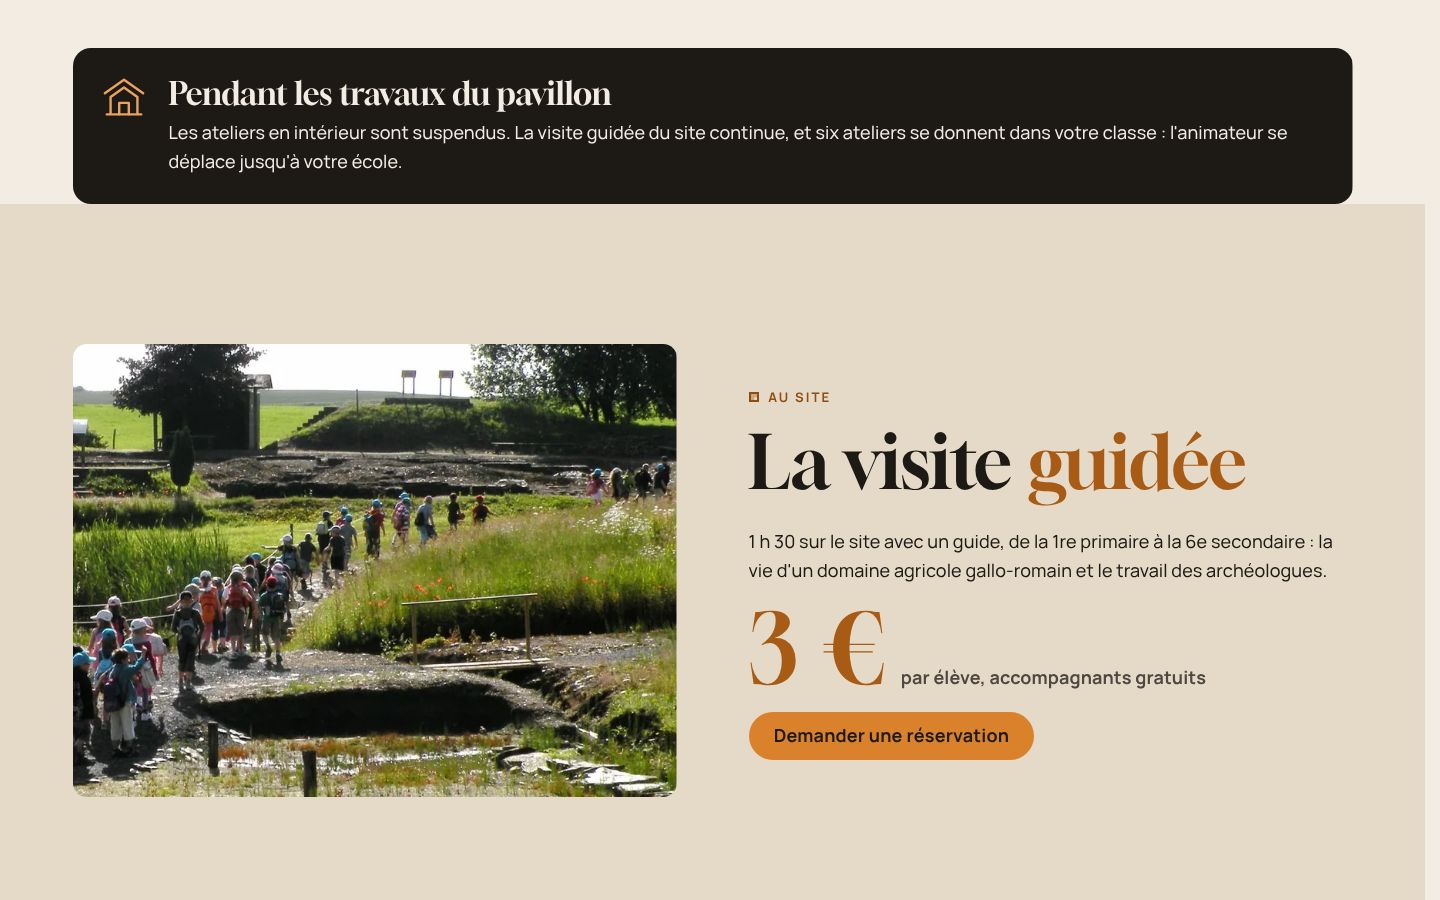 Pendant les travaux du pavillon
Les ateliers en intérieur sont suspendus. La visite guidée du site continue, et six ateliers se donnent dans votre classe : l'animateur se
déplace jusqu'à votre école.
AU SITE
La visite guidée
1 h 30 sur le site avec un guide, de la 1re primaire à la 6e secondaire : la
vie d'un domaine agricole gallo-romain et le travail des archéologues.
3 € par élève, accompagnants gratuits
Demander une réservation